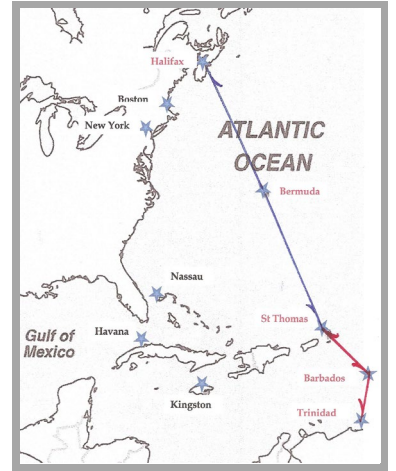 Halifax
Boston
New York
ATLANTIC
OCEAN
Bermuda
Nassau
St Thomas
Havana
Gulf of
Mexico
Barbados
Kingston
Trinidad